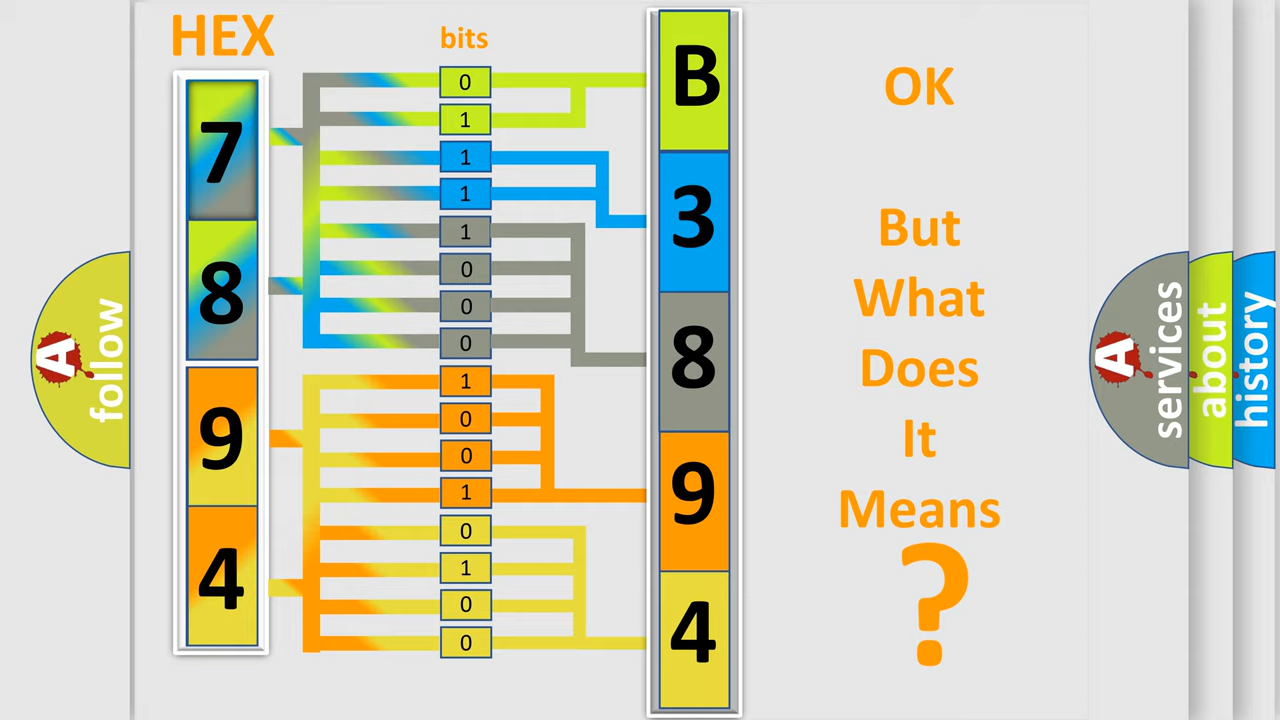 HEX
bits
7
8
9
4
0
1
1
1
1
0
0
0
1
0
0
1
0
1
0
0
B
3
8
9
4
OK
But
What
Does
It
Means
?
A
follow
A
services
about
history